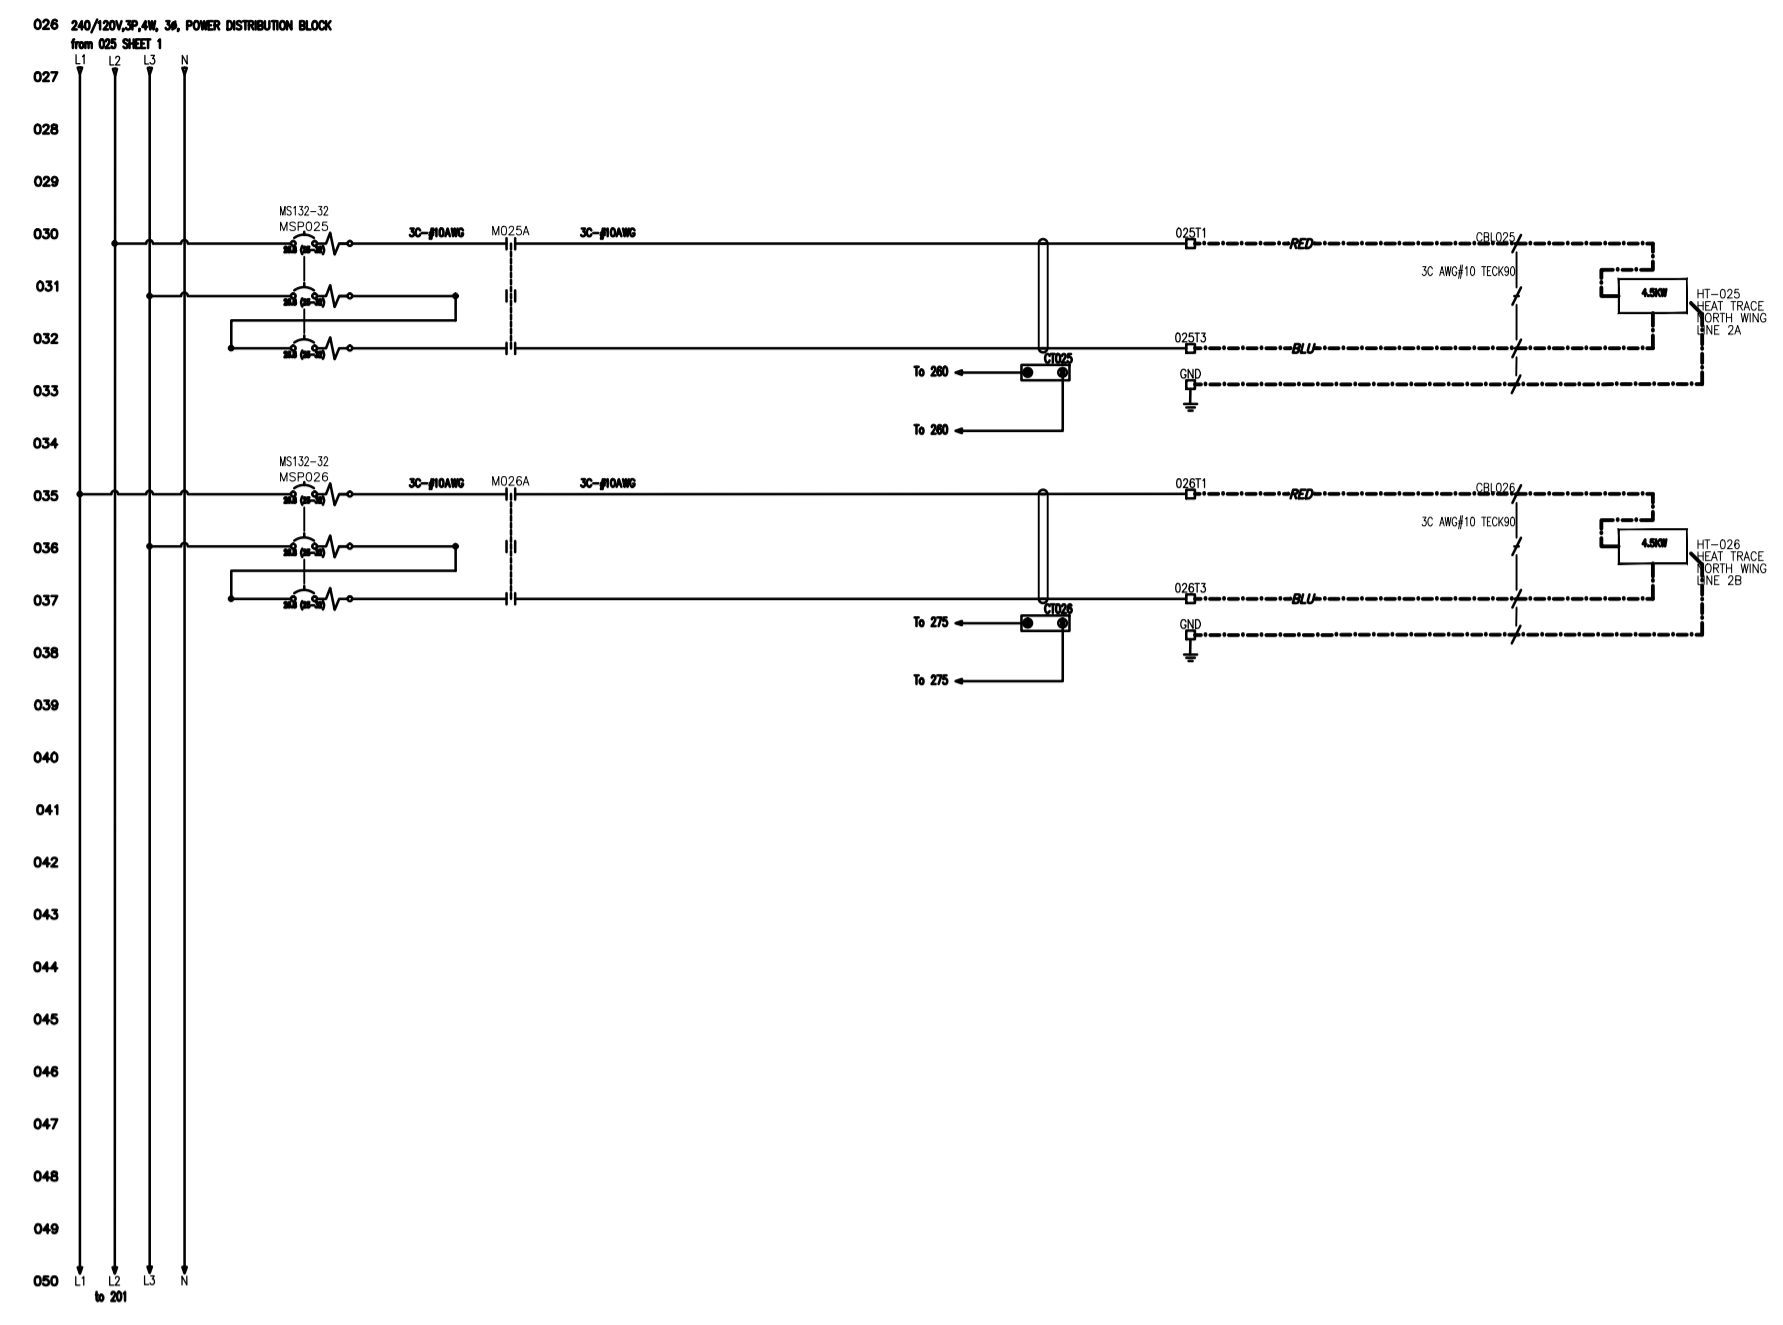 026 240/120V,3P,4W, 3ø, POWER DISTRIBUTION BLOCK
from 025 SHEET 1
L1 L2 L3 N
027
028
029
MS132-32
MSP025
030 3C-#10AWG M025A 3C-#10AWG 025T1 RED CBL025
031 3C AWG#10 TECK90 4.5KW HT-025
HEAT TRACE
NORTH WING
LINE 2A
032 025T3 BLU
CT025
To 260 GND
033
To 260
034
MS132-32
MSP026
035 3C-#10AWG M026A 3C-#10AWG 026T1 RED CBL026
3C AWG#10 TECK90
036 4.5KW HT-026
HEAT TRACE
NORTH WING
LINE 2B
037 026T3 BLU
CT026
To 275 GND
038
To 275
039
040
041
042
043
044
045
046
047
048
049
050 L1 L2 L3 N
to 201